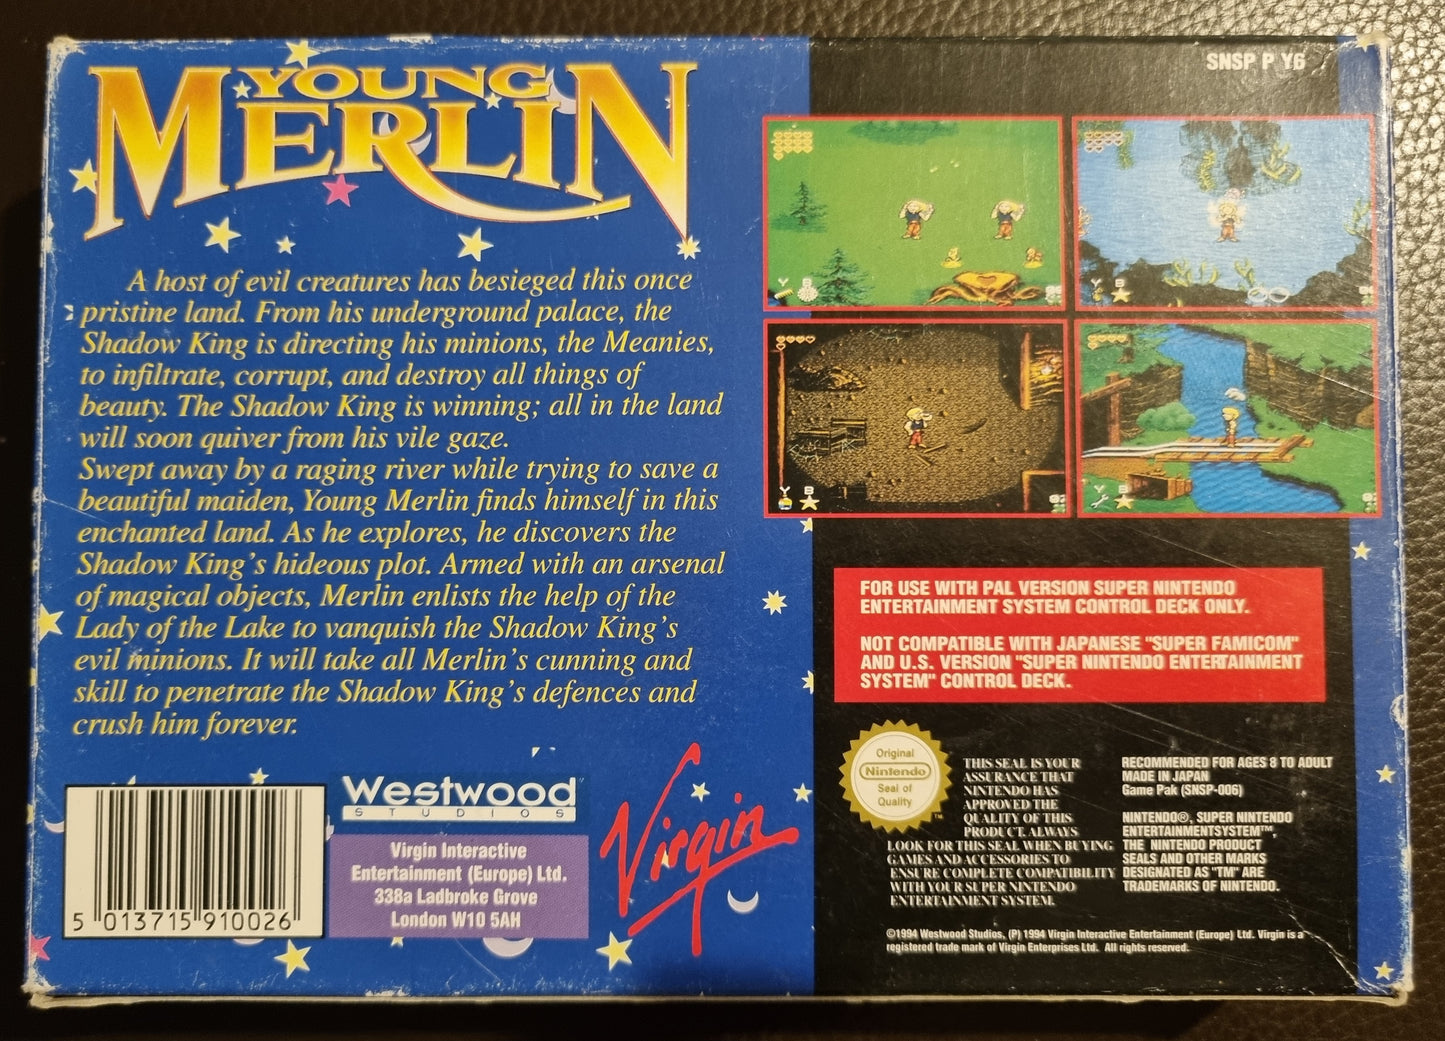 YOUNG
MERLIN
A host of evil creatures has besieged this once
pristine land. From his underground palace, the
Shadow King is directing his minions, the Meanies,
to infiltrate, corrupt, and destroy all things of
beauty. The Shadow King is winning; all in the land
will soon quiver from his vile gaze.
Swept away by a raging river while trying to save a
beautiful maiden, Young Merlin finds himself in this
enchanted land. As he explores, he discovers the
Shadow King's hideous plot. Armed with an arsenal
of magical objects, Merlin enlists the help of the
Lady of the Lake to vanquish the Shadow King's
evil minions. It will take all Merlin's cunning and
skill to penetrate the Shadow King's defences and
crush him forever.
5 013715 910026
Westwood
STUDIOS
Virgin Interactive
Entertainment (Europe) Ltd.
338a Ladbroke Grove
London W10 5AH
Virgin
SNSP P Y6
Y B
Y B
Y B
Y B
FOR USE WITH PAL VERSION SUPER NINTENDO
ENTERTAINMENT SYSTEM CONTROL DECK ONLY.
NOT COMPATIBLE WITH JAPANESE "SUPER FAMICOM"
AND U.S. VERSION "SUPER NINTENDO ENTERTAINMENT
SYSTEM" CONTROL DECK.
Original
Nintendo
Seal of
Quality
™
THIS SEAL IS YOUR
ASSURANCE THAT
NINTENDO HAS
APPROVED THE
QUALITY OF THIS
PRODUCT. ALWAYS
LOOK FOR THIS SEAL WHEN BUYING
GAMES AND ACCESSORIES TO
ENSURE COMPLETE COMPATIBILITY
WITH YOUR SUPER NINTENDO
ENTERTAINMENT SYSTEM.
RECOMMENDED FOR AGES 8 TO ADULT
MADE IN JAPAN
Game Pak (SNSP-006)
NINTENDO®, SUPER NINTENDO
ENTERTAINMENTSYSTEM™,
THE NINTENDO PRODUCT
SEALS AND OTHER MARKS
DESIGNATED AS "TM" ARE
TRADEMARKS OF NINTENDO.
©1994 Westwood Studios, (P) 1994 Virgin Interactive Entertainment (Europe) Ltd. Virgin is a
registered trade mark of Virgin Enterprises Ltd. All rights reserved.